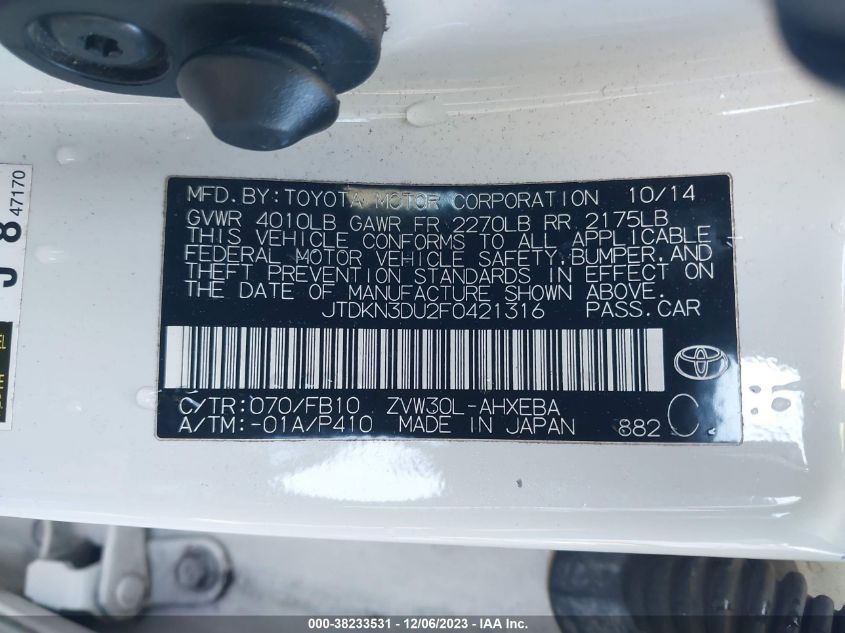 MFD.BY:TOYOTA MOTOR CORPORATION 10/14
GVWR 4010LB GAWR FR 2270LB RR 2175LB
THIS VEHICLE CONFORMS TO ALL APPLICABLE
FEDERAL MOTOR VEHICLE SAFETY,BUMPER,AND
THEFT PREVENTION STANDARDS IN EFFECT ON
THE DATE OF MANUFACTURE SHOWN ABOVE.
JTDKN3DU2F0421316 PASS.CAR
C/TR:070/FB10 ZVW30L-AHXEBA
A/TM:-01A/P410 MADE IN JAPAN 882 C
J 8 47170
000-38233531 - 12/06/2023 - IAA Inc.